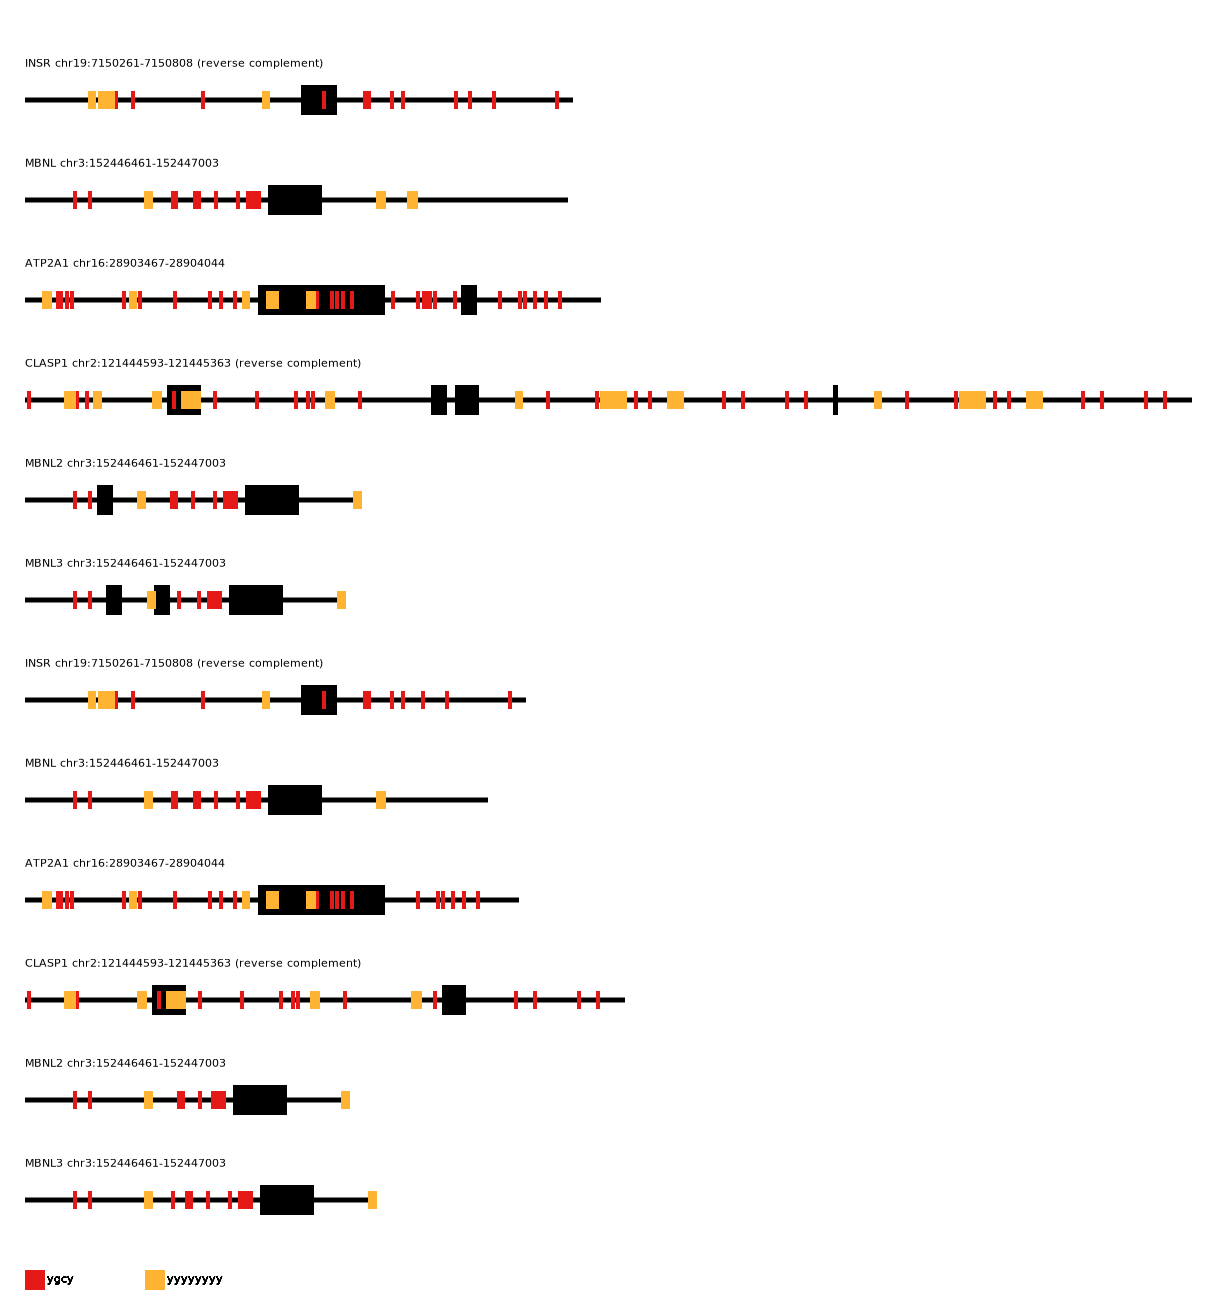 INSR chr19:7150261-7150808 (reverse complement)
MBNL chr3:152446461-152447003
ATP2A1 chr16:28903467-28904044
CLASP1 chr2:121444593-121445363 (reverse complement)
MBNL2 chr3:152446461-152447003
MBNL3 chr3:152446461-152447003
INSR chr19:7150261-7150808 (reverse complement)
MBNL chr3:152446461-152447003
ATP2A1 chr16:28903467-28904044
CLASP1 chr2:121444593-121445363 (reverse complement)
MBNL2 chr3:152446461-152447003
MBNL3 chr3:152446461-152447003
ygcy yyyyyyyy